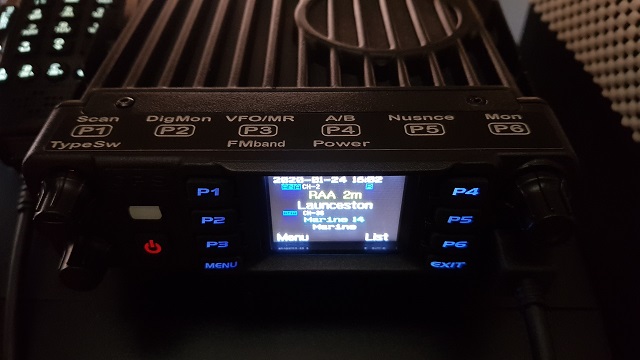 Scan DigMon VFO/MR A/B Nusnce Mon
P1 P2 P3 P4 P5 P6
TypeSw FMband Power
P1
P2
P3
MENU
2020-01-24 16:02
CH-2
RAA 2m
Launceston
Marine 14
Marine
Menu List
P4
P5
P6
EXIT